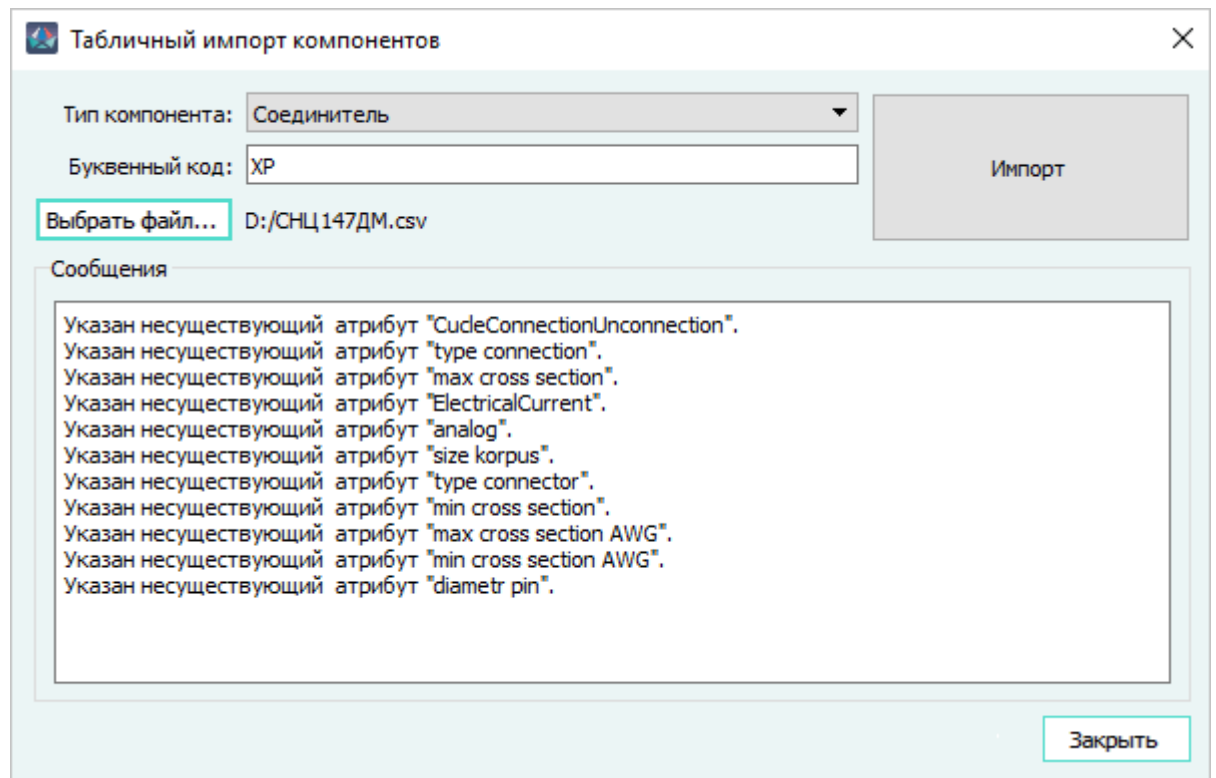 Табличный импорт компонентов
Тип компонента: Соединитель
Буквенный код: XP
Импорт
Выбрать файл... D:/СНЦ147ДМ.csv
Сообщения
Указан несуществующий атрибут "CucleConnectionUnconnection".
Указан несуществующий атрибут "type connection".
Указан несуществующий атрибут "max cross section".
Указан несуществующий атрибут "ElectricalCurrent".
Указан несуществующий атрибут "analog".
Указан несуществующий атрибут "size korpus".
Указан несуществующий атрибут "type connector".
Указан несуществующий атрибут "min cross section".
Указан несуществующий атрибут "max cross section AWG".
Указан несуществующий атрибут "min cross section AWG".
Указан несуществующий атрибут "diametr pin".
Закрыть